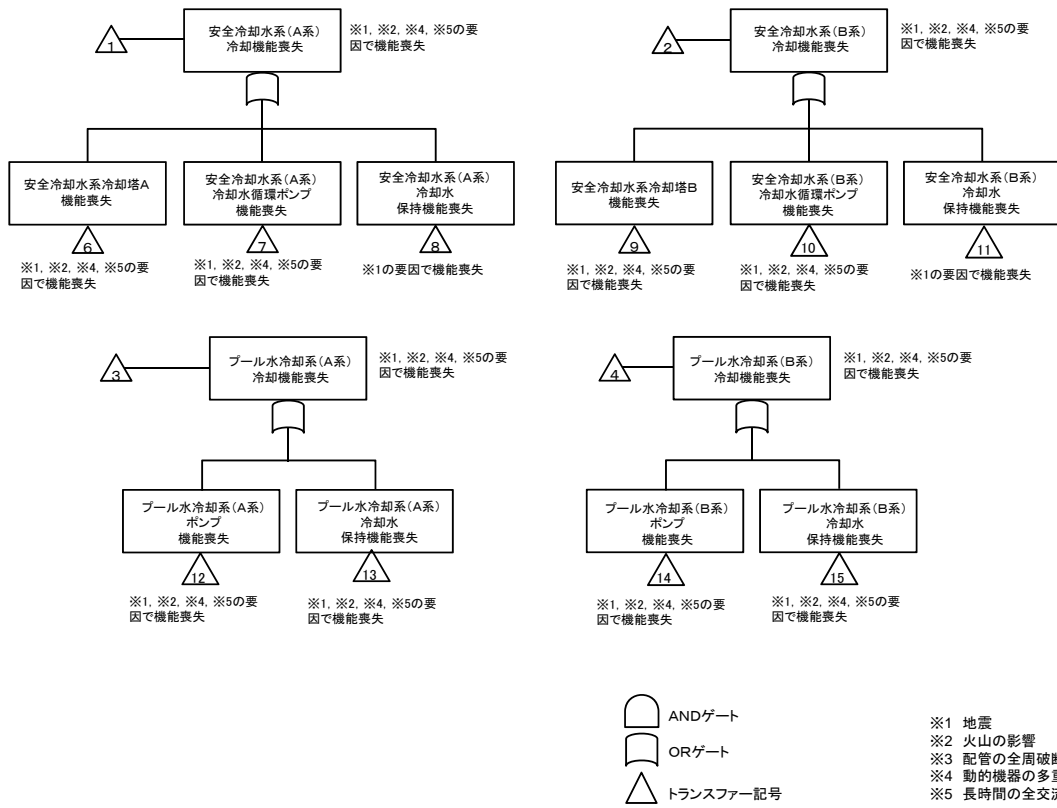 1
安全冷却水系(A系)
冷却機能喪失
※1, ※2, ※4, ※5の要
因で機能喪失
2
安全冷却水系(B系)
冷却機能喪失
※1, ※2, ※4, ※5の要
因で機能喪失
安全冷却水系冷却塔A
機能喪失
6
※1, ※2, ※4, ※5の要
因で機能喪失
安全冷却水系(A系)
冷却水循環ポンプ
機能喪失
7
※1, ※2, ※4, ※5の要
因で機能喪失
安全冷却水系(A系)
冷却水
保持機能喪失
8
※1の要因で機能喪失
安全冷却水系冷却塔B
機能喪失
9
※1, ※2, ※4, ※5の要
因で機能喪失
安全冷却水系(B系)
冷却水循環ポンプ
機能喪失
10
※1, ※2, ※4, ※5の要
因で機能喪失
安全冷却水系(B系)
冷却水
保持機能喪失
11
※1の要因で機能喪失
3
プール水冷却系(A系)
冷却機能喪失
※1, ※2, ※4, ※5の要
因で機能喪失
4
プール水冷却系(B系)
冷却機能喪失
※1, ※2, ※4, ※5の要
因で機能喪失
プール水冷却系(A系)
ポンプ
機能喪失
12
※1, ※2, ※4, ※5の要
因で機能喪失
プール水冷却系(A系)
冷却水
保持機能喪失
13
※1, ※2, ※4, ※5の要
因で機能喪失
プール水冷却系(B系)
ポンプ
機能喪失
14
※1, ※2, ※4, ※5の要
因で機能喪失
プール水冷却系(B系)
冷却水
保持機能喪失
15
※1, ※2, ※4, ※5の要
因で機能喪失
ANDゲート
ORゲート
トランスファー記号
※1 地震
※2 火山の影響
※3 配管の全周破断
※4 動的機器の多重
※5 長時間の全交流